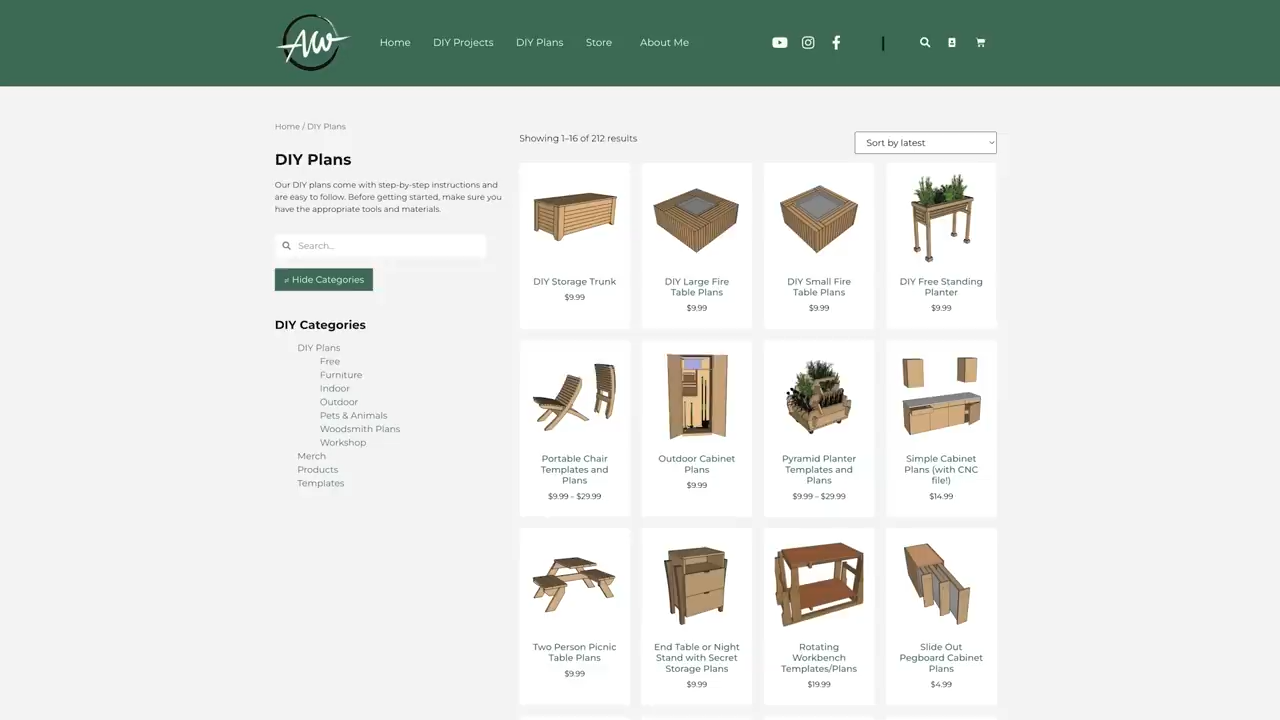 AW
Home
DIY Projects
DIY Plans
Store
About Me
Home / DIY Plans
DIY Plans
Our DIY plans come with step-by-step instructions and
are easy to follow. Before getting started, make sure you
have the appropriate tools and materials.
Search...
≠ Hide Categories
DIY Categories
DIY Plans
Free
Furniture
Indoor
Outdoor
Pets & Animals
Woodsmith Plans
Workshop
Merch
Products
Templates
Showing 1–16 of 212 results
Sort by latest
DIY Storage Trunk
$9.99
DIY Large Fire
Table Plans
$9.99
DIY Small Fire
Table Plans
$9.99
DIY Free Standing
Planter
$9.99
Portable Chair
Templates and
Plans
$9.99 – $29.99
Outdoor Cabinet
Plans
$9.99
Pyramid Planter
Templates and
Plans
$9.99 – $29.99
Simple Cabinet
Plans (with CNC
file!)
$14.99
Two Person Picnic
Table Plans
$9.99
End Table or Night
Stand with Secret
Storage Plans
$9.99
Rotating
Workbench
Templates/Plans
$19.99
Slide Out
Pegboard Cabinet
Plans
$4.99